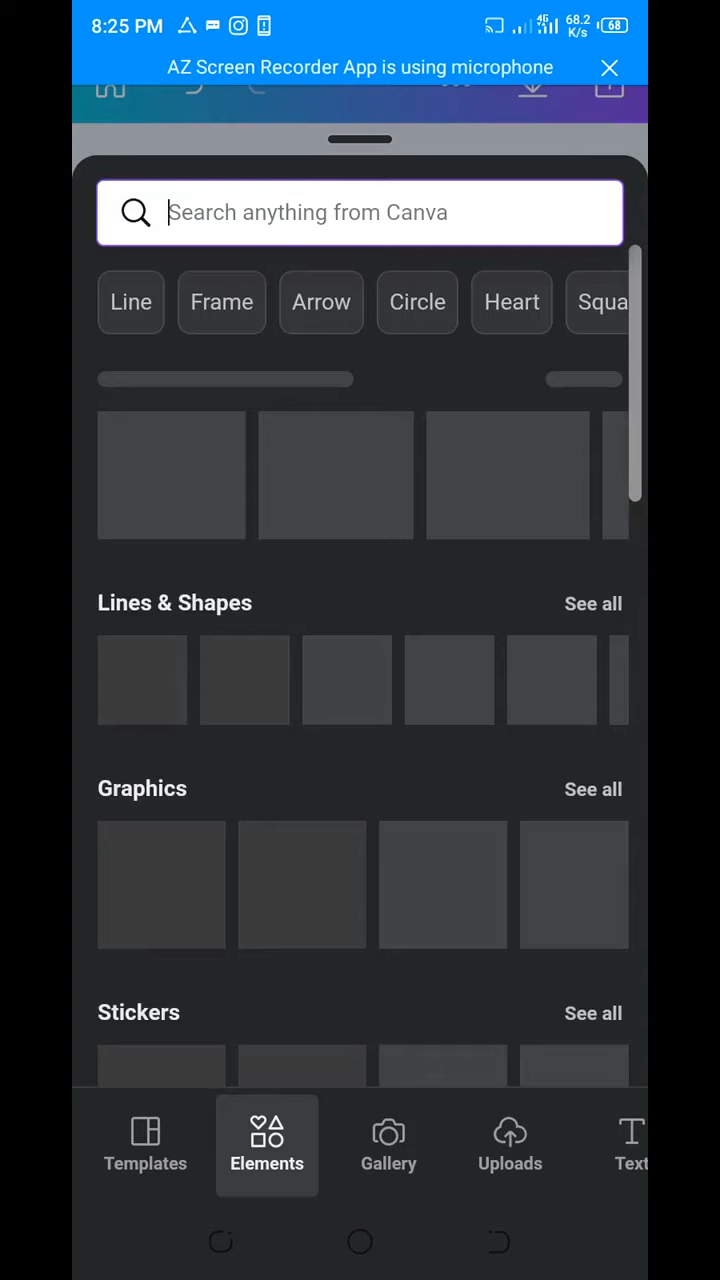 8:25 PM
4G
68.2
K/s
68
AZ Screen Recorder App is using microphone
Search anything from Canva
Line
Frame
Arrow
Circle
Heart
Squa
Lines & Shapes
See all
Graphics
See all
Stickers
See all
Templates
Elements
Gallery
Uploads
Text